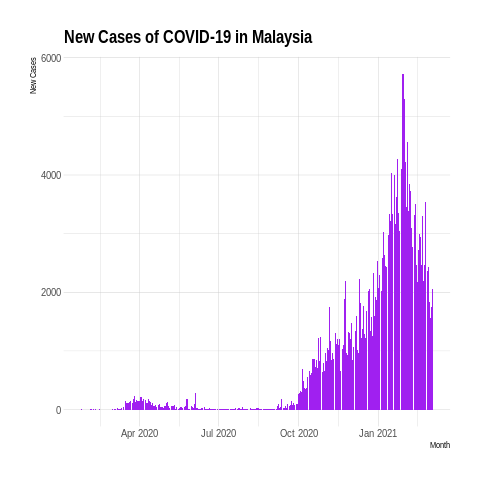 New Cases of COVID-19 in Malaysia
New Cases
6000
4000
2000
0
Apr 2020 Jul 2020 Oct 2020 Jan 2021
Month